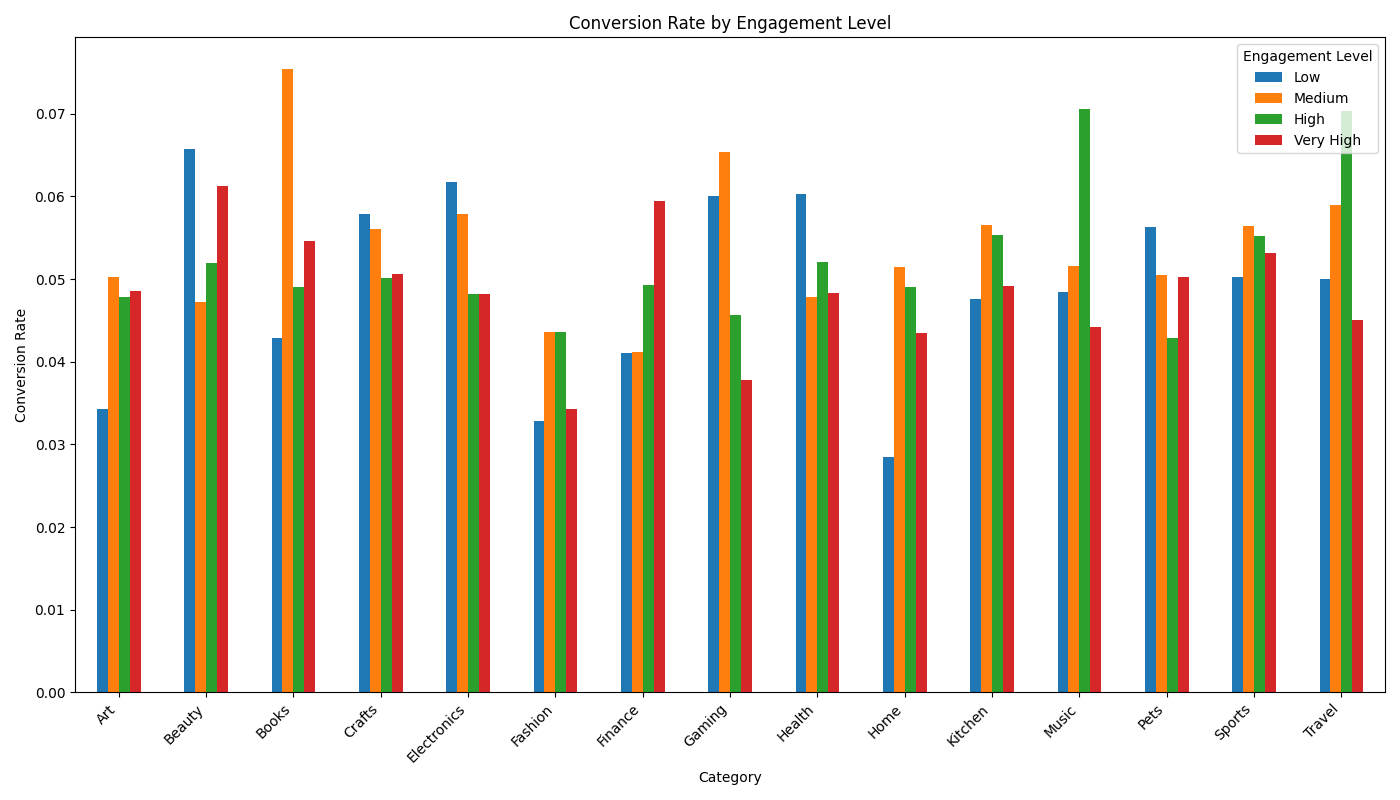 Conversion Rate by Engagement Level
Engagement Level
Low
Medium
High
Very High
Conversion Rate
0.07
0.06
0.05
0.04
0.03
0.02
0.01
0.00
Art
Beauty
Books
Crafts
Electronics
Fashion
Finance
Gaming
Health
Home
Kitchen
Music
Pets
Sports
Travel
Category